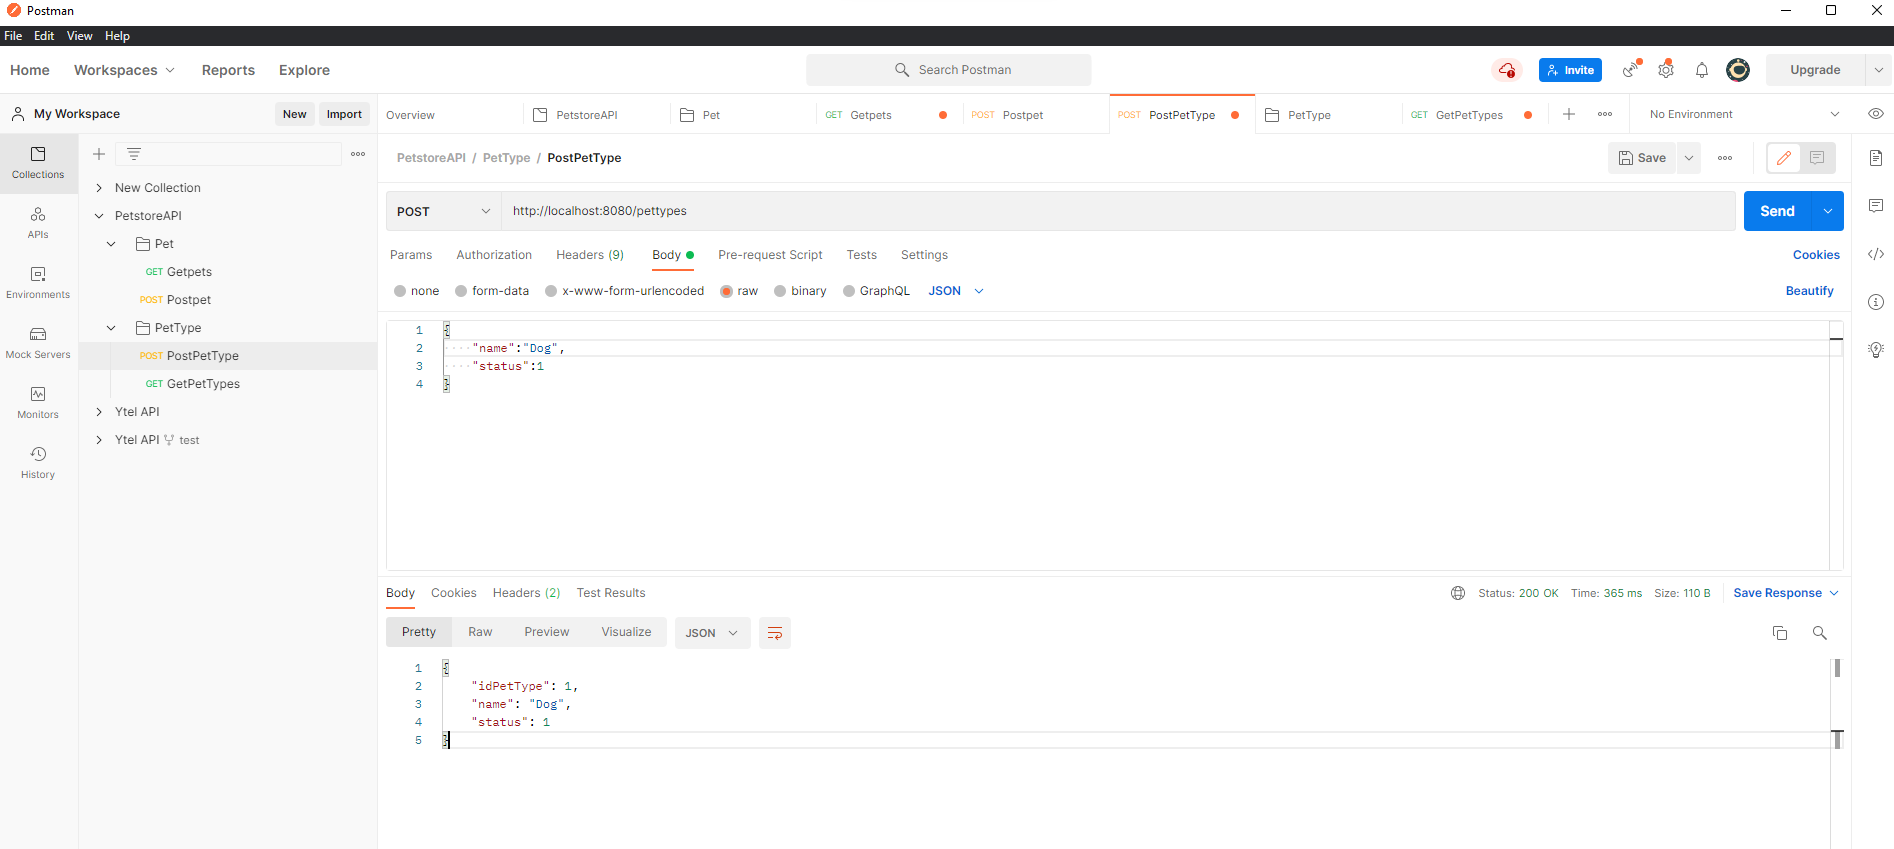 Postman
File Edit View Help
Home Workspaces Reports Explore Search Postman Invite Upgrade
My Workspace New Import
Overview PetstoreAPI Pet GET Getpets POST Postpet POST PostPetType PetType GET GetPetTypes No Environment
PetstoreAPI / PetType / PostPetType Save
Collections
APIs
Environments
Mock Servers
Monitors
History
New Collection
PetstoreAPI
Pet
GET Getpets
POST Postpet
PetType
POST PostPetType
GET GetPetTypes
Ytel API
Ytel API test
POST http://localhost:8080/pettypes Send
Params Authorization Headers (9) Body Pre-request Script Tests Settings Cookies
none form-data x-www-form-urlencoded raw binary GraphQL JSON Beautify
1 {
2 "name":"Dog",
3 "status":1
4 }
Body Cookies Headers (2) Test Results Status: 200 OK Time: 365 ms Size: 110 B Save Response
Pretty Raw Preview Visualize JSON
1 {
2 "idPetType": 1,
3 "name": "Dog",
4 "status": 1
5 }